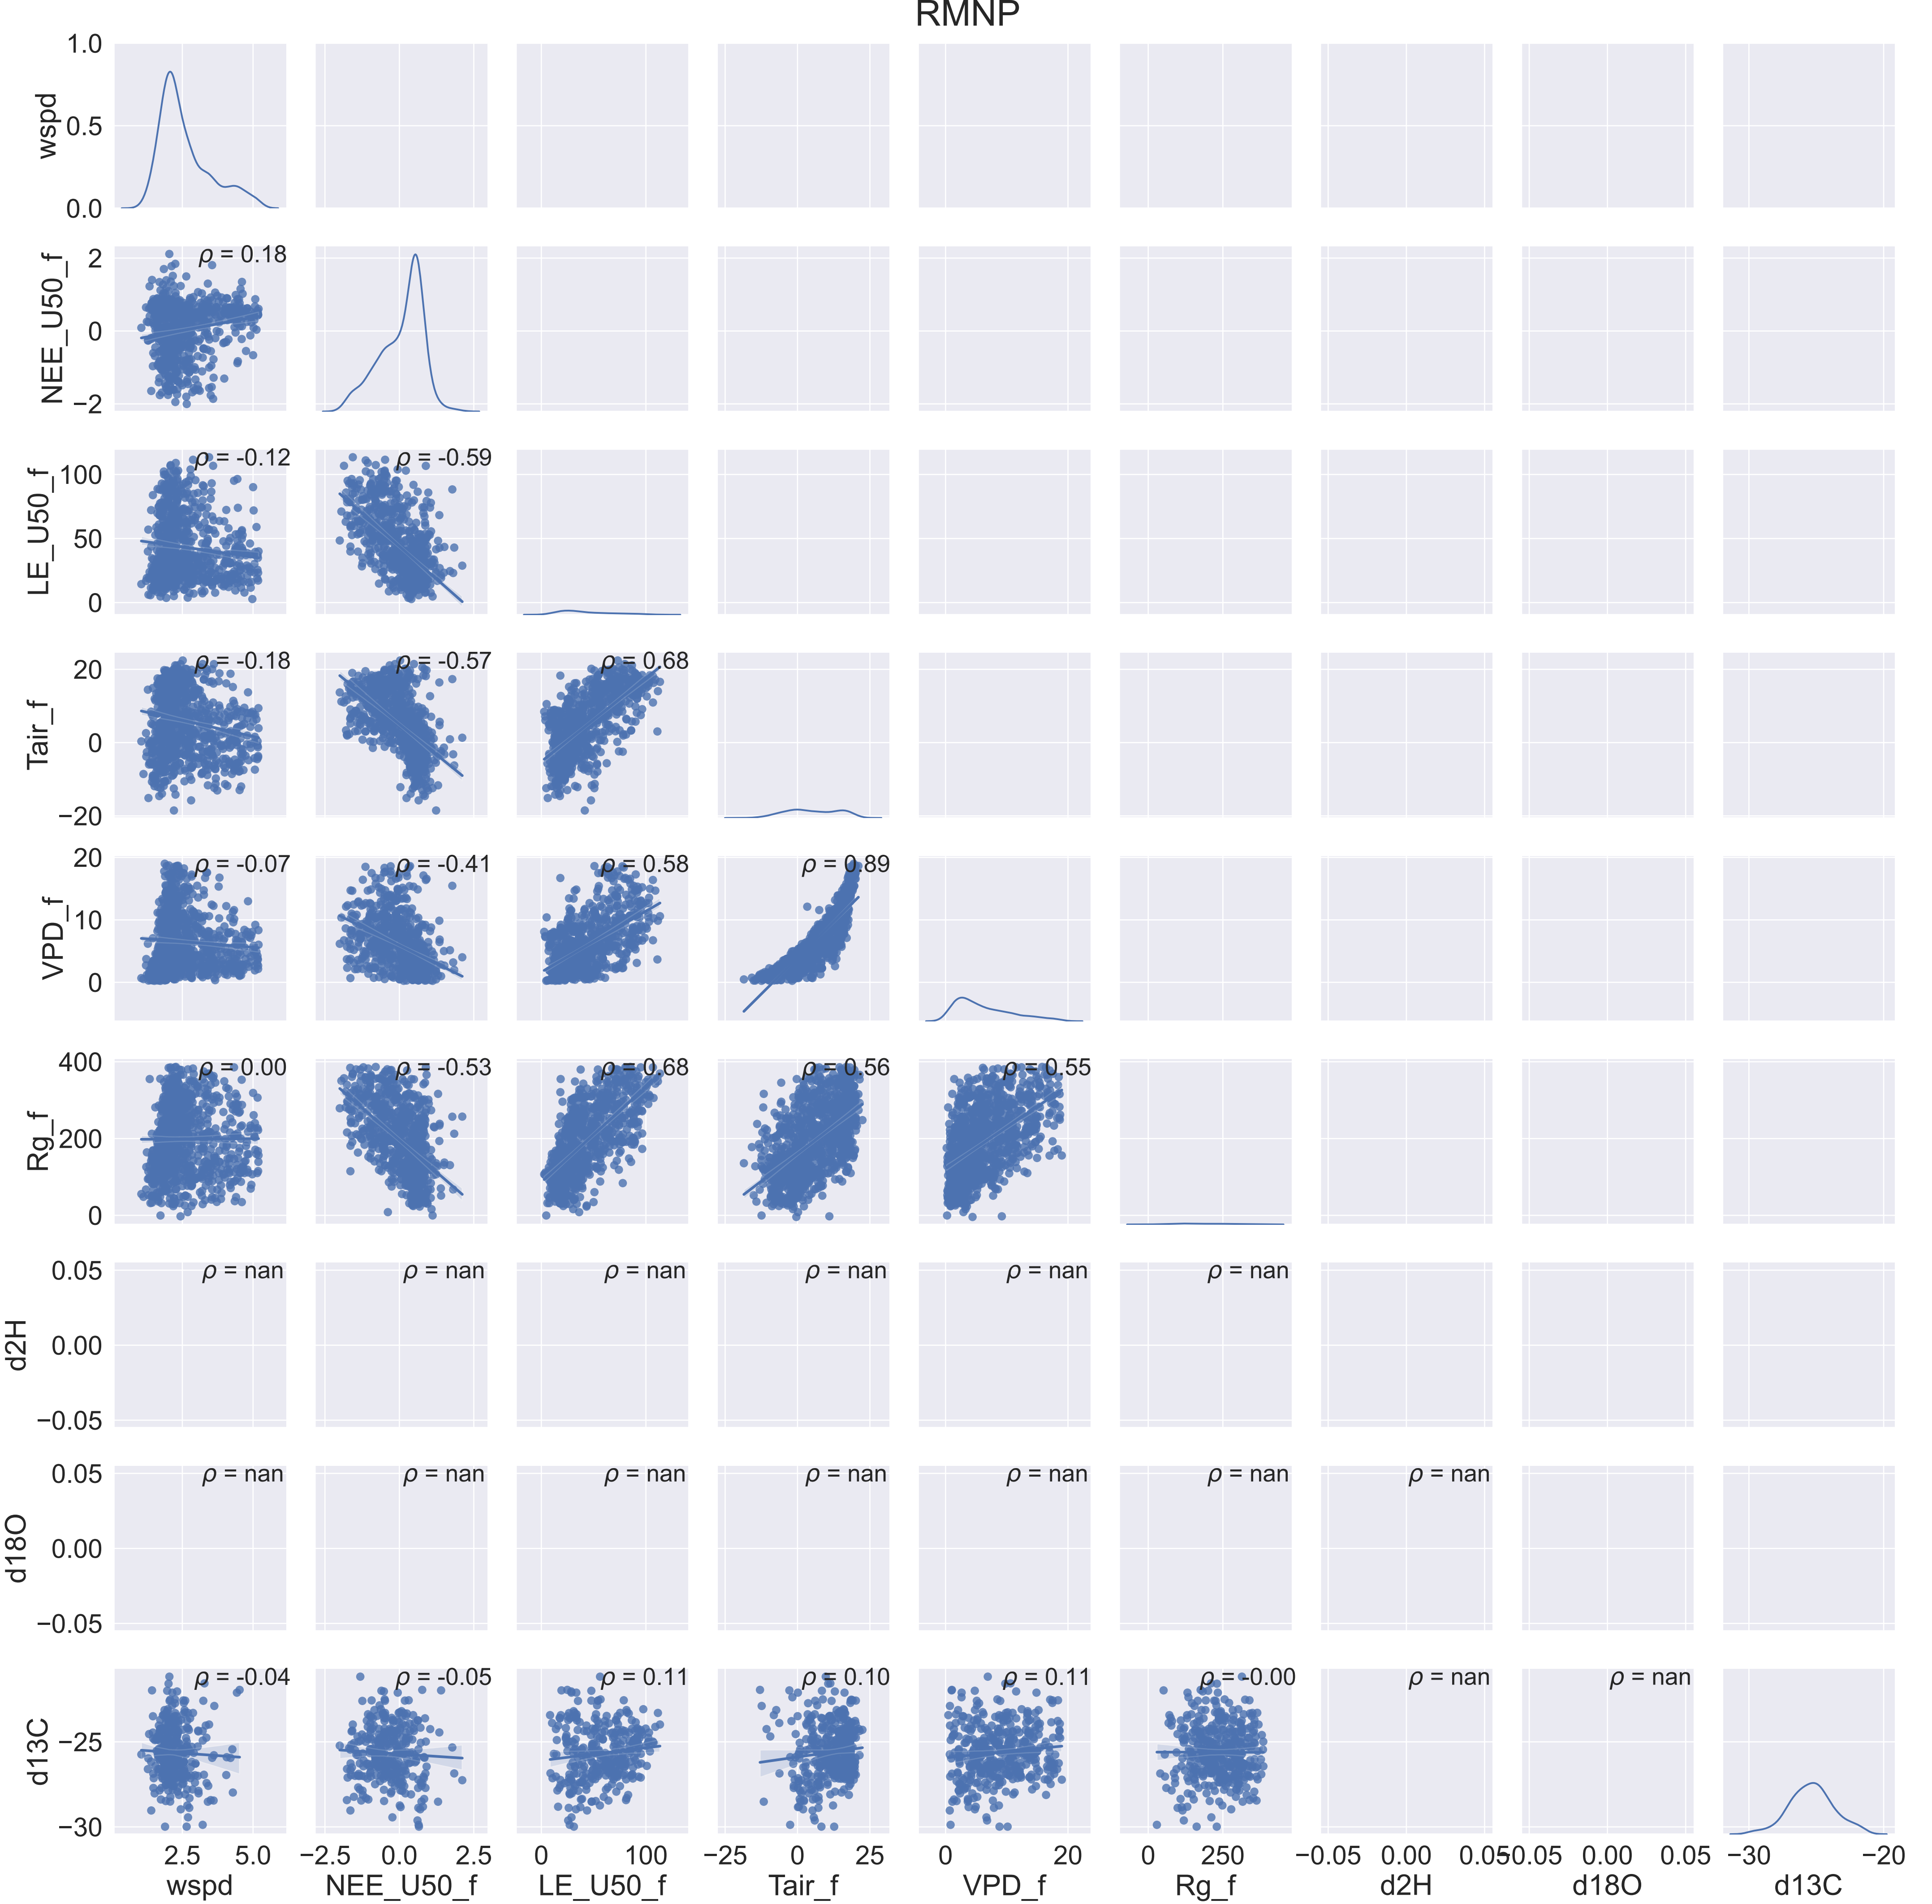 RMNP
1.0
0.5
0.0
wspd
ρ = 0.18
2
0
−2
NEE_U50_f
ρ = -0.12
ρ = -0.59
100
50
0
LE_U50_f
ρ = -0.18
ρ = -0.57
ρ = 0.68
20
0
−20
Tair_f
ρ = -0.07
ρ = -0.41
ρ = 0.58
ρ = 0.89
20
10
0
VPD_f
ρ = 0.00
ρ = -0.53
ρ = 0.68
ρ = 0.56
ρ = 0.55
400
200
0
Rg_f
ρ = nan
ρ = nan
ρ = nan
ρ = nan
ρ = nan
ρ = nan
0.05
0.00
−0.05
d2H
ρ = nan
ρ = nan
ρ = nan
ρ = nan
ρ = nan
ρ = nan
ρ = nan
0.05
0.00
−0.05
d18O
ρ = -0.04
ρ = -0.05
ρ = 0.11
ρ = 0.10
ρ = 0.11
ρ = -0.00
ρ = nan
ρ = nan
−25
−30
d13C
2.5 5.0
−2.5 0.0 2.5
0 100
−25 0 25
0 20
0 250
−0.05 0.00 0.05
−0.05 0.00 0.05
−30 −20
wspd
NEE_U50_f
LE_U50_f
Tair_f
VPD_f
Rg_f
d2H
d18O
d13C